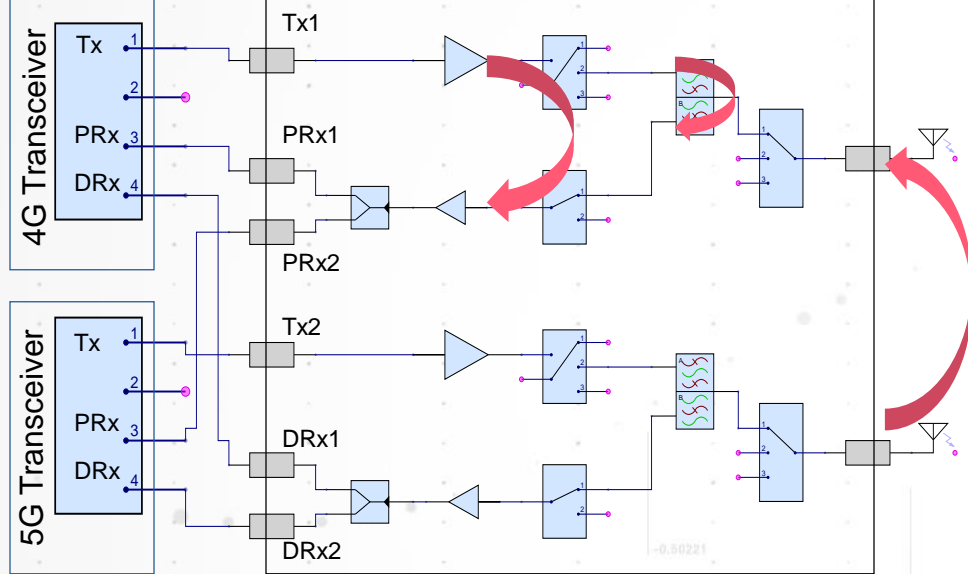 4G Transceiver
Tx 1
2
PRx 3
DRx 4
Tx1
PRx1
PRx2
1
2
3
1
2
B
1
2
3
5G Transceiver
Tx 1
2
PRx 3
DRx 4
Tx2
DRx1
DRx2
1
2
3
1
2
A
B
1
2
3
-0.50221